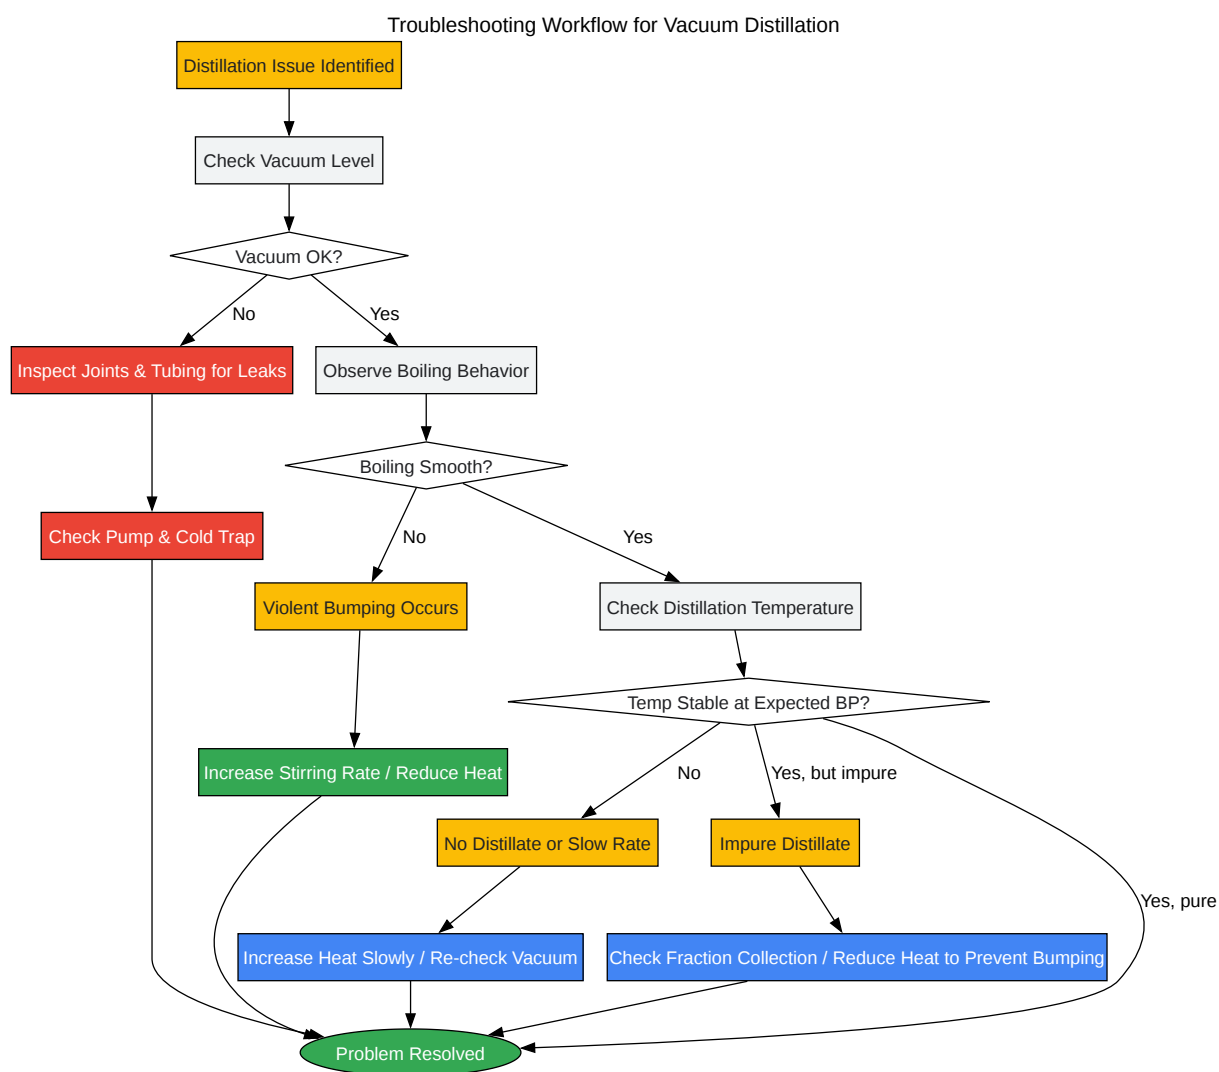 Troubleshooting Workflow for Vacuum Distillation
Distillation Issue Identified
Check Vacuum Level
Vacuum OK?
No
Yes
Inspect Joints & Tubing for Leaks
Observe Boiling Behavior
Boiling Smooth?
Check Pump & Cold Trap
No
Yes
Violent Bumping Occurs
Check Distillation Temperature
Temp Stable at Expected BP?
Increase Stirring Rate / Reduce Heat
No
Yes, but impure
No Distillate or Slow Rate
Impure Distillate
Yes, pure
Increase Heat Slowly / Re-check Vacuum
Check Fraction Collection / Reduce Heat to Prevent Bumping
Problem Resolved